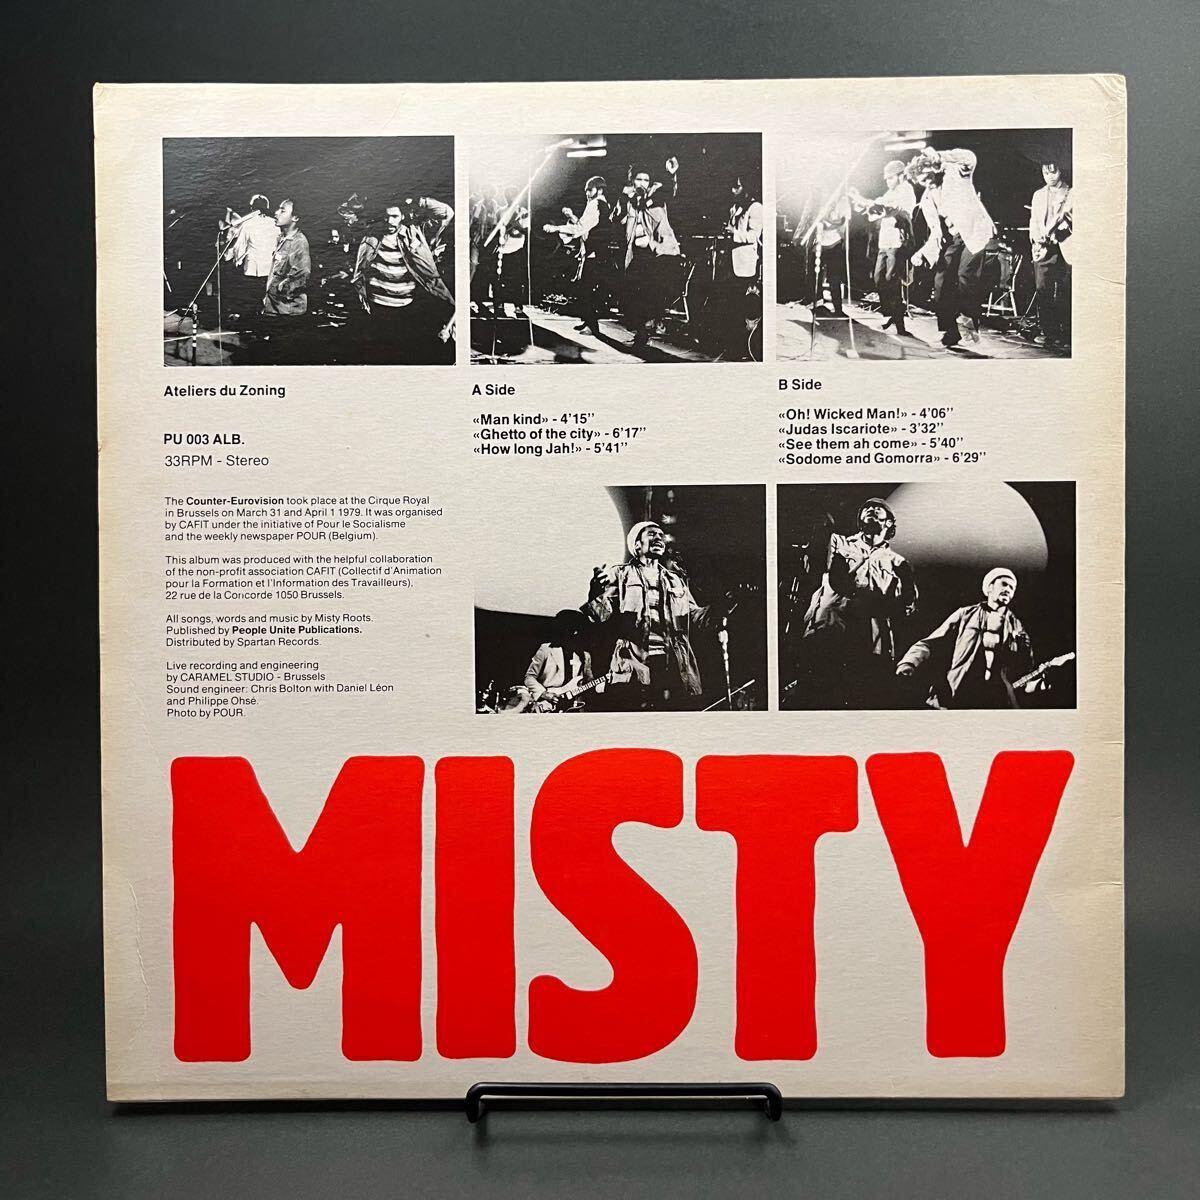 Ateliers du Zoning
PU 003 ALB.
33RPM - Stereo
The Counter-Eurovision took place at the Cirque Royal
in Brussels on March 31 and April 1 1979. It was organised
by CAFIT under the initiative of Pour le Socialisme
and the weekly newspaper POUR (Belgium).
This album was produced with the helpful collaboration
of the non-profit association CAFIT (Collectif d'Animation
pour la Formation et l'Information des Travailleurs),
22 rue de la Concorde 1050 Brussels.
All songs, words and music by Misty Roots.
Published by People Unite Publications.
Distributed by Spartan Records.
Live recording and engineering
by CARAMEL STUDIO - Brussels
Sound engineer: Chris Bolton with Daniel Léon
and Philippe Ohsé.
Photo by POUR.
A Side
«Man kind» - 4'15''
«Ghetto of the city» - 6'17''
«How long Jah!» - 5'41''
B Side
«Oh! Wicked Man!» - 4'06''
«Judas Iscariote» - 3'32''
«See them ah come» - 5'40''
«Sodome and Gomorra» - 6'29''
MISTY